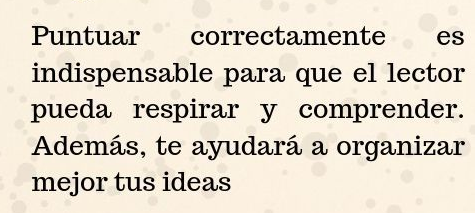 Puntuar correctamente es
indispensable para que el lector
pueda respirar y comprender.
Además, te ayudará a organizar
mejor tus ideas